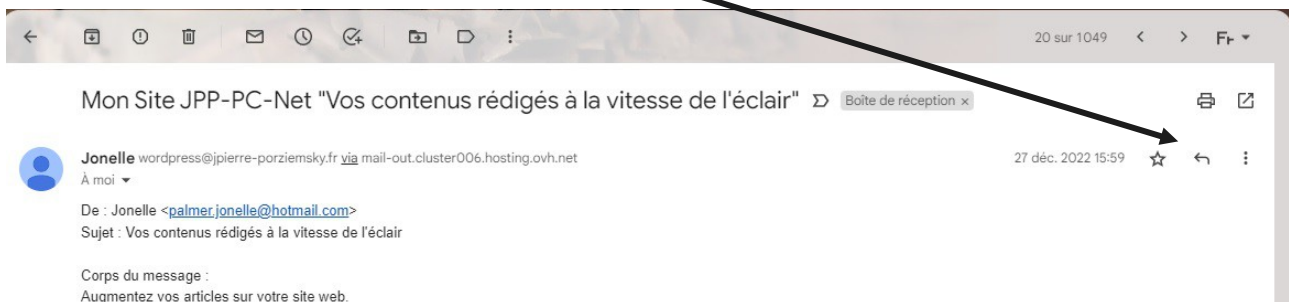 20 sur 1049
Fr
Mon Site JPP-PC-Net "Vos contenus rédigés à la vitesse de l'éclair" Boîte de réception ×
Jonelle wordpress@jpierre-porziemsky.fr via mail-out.cluster006.hosting.ovh.net 27 déc. 2022 15:59
À moi
De : Jonelle <palmer.jonelle@hotmail.com>
Sujet : Vos contenus rédigés à la vitesse de l'éclair
Corps du message :
Augmentez vos articles sur votre site web.